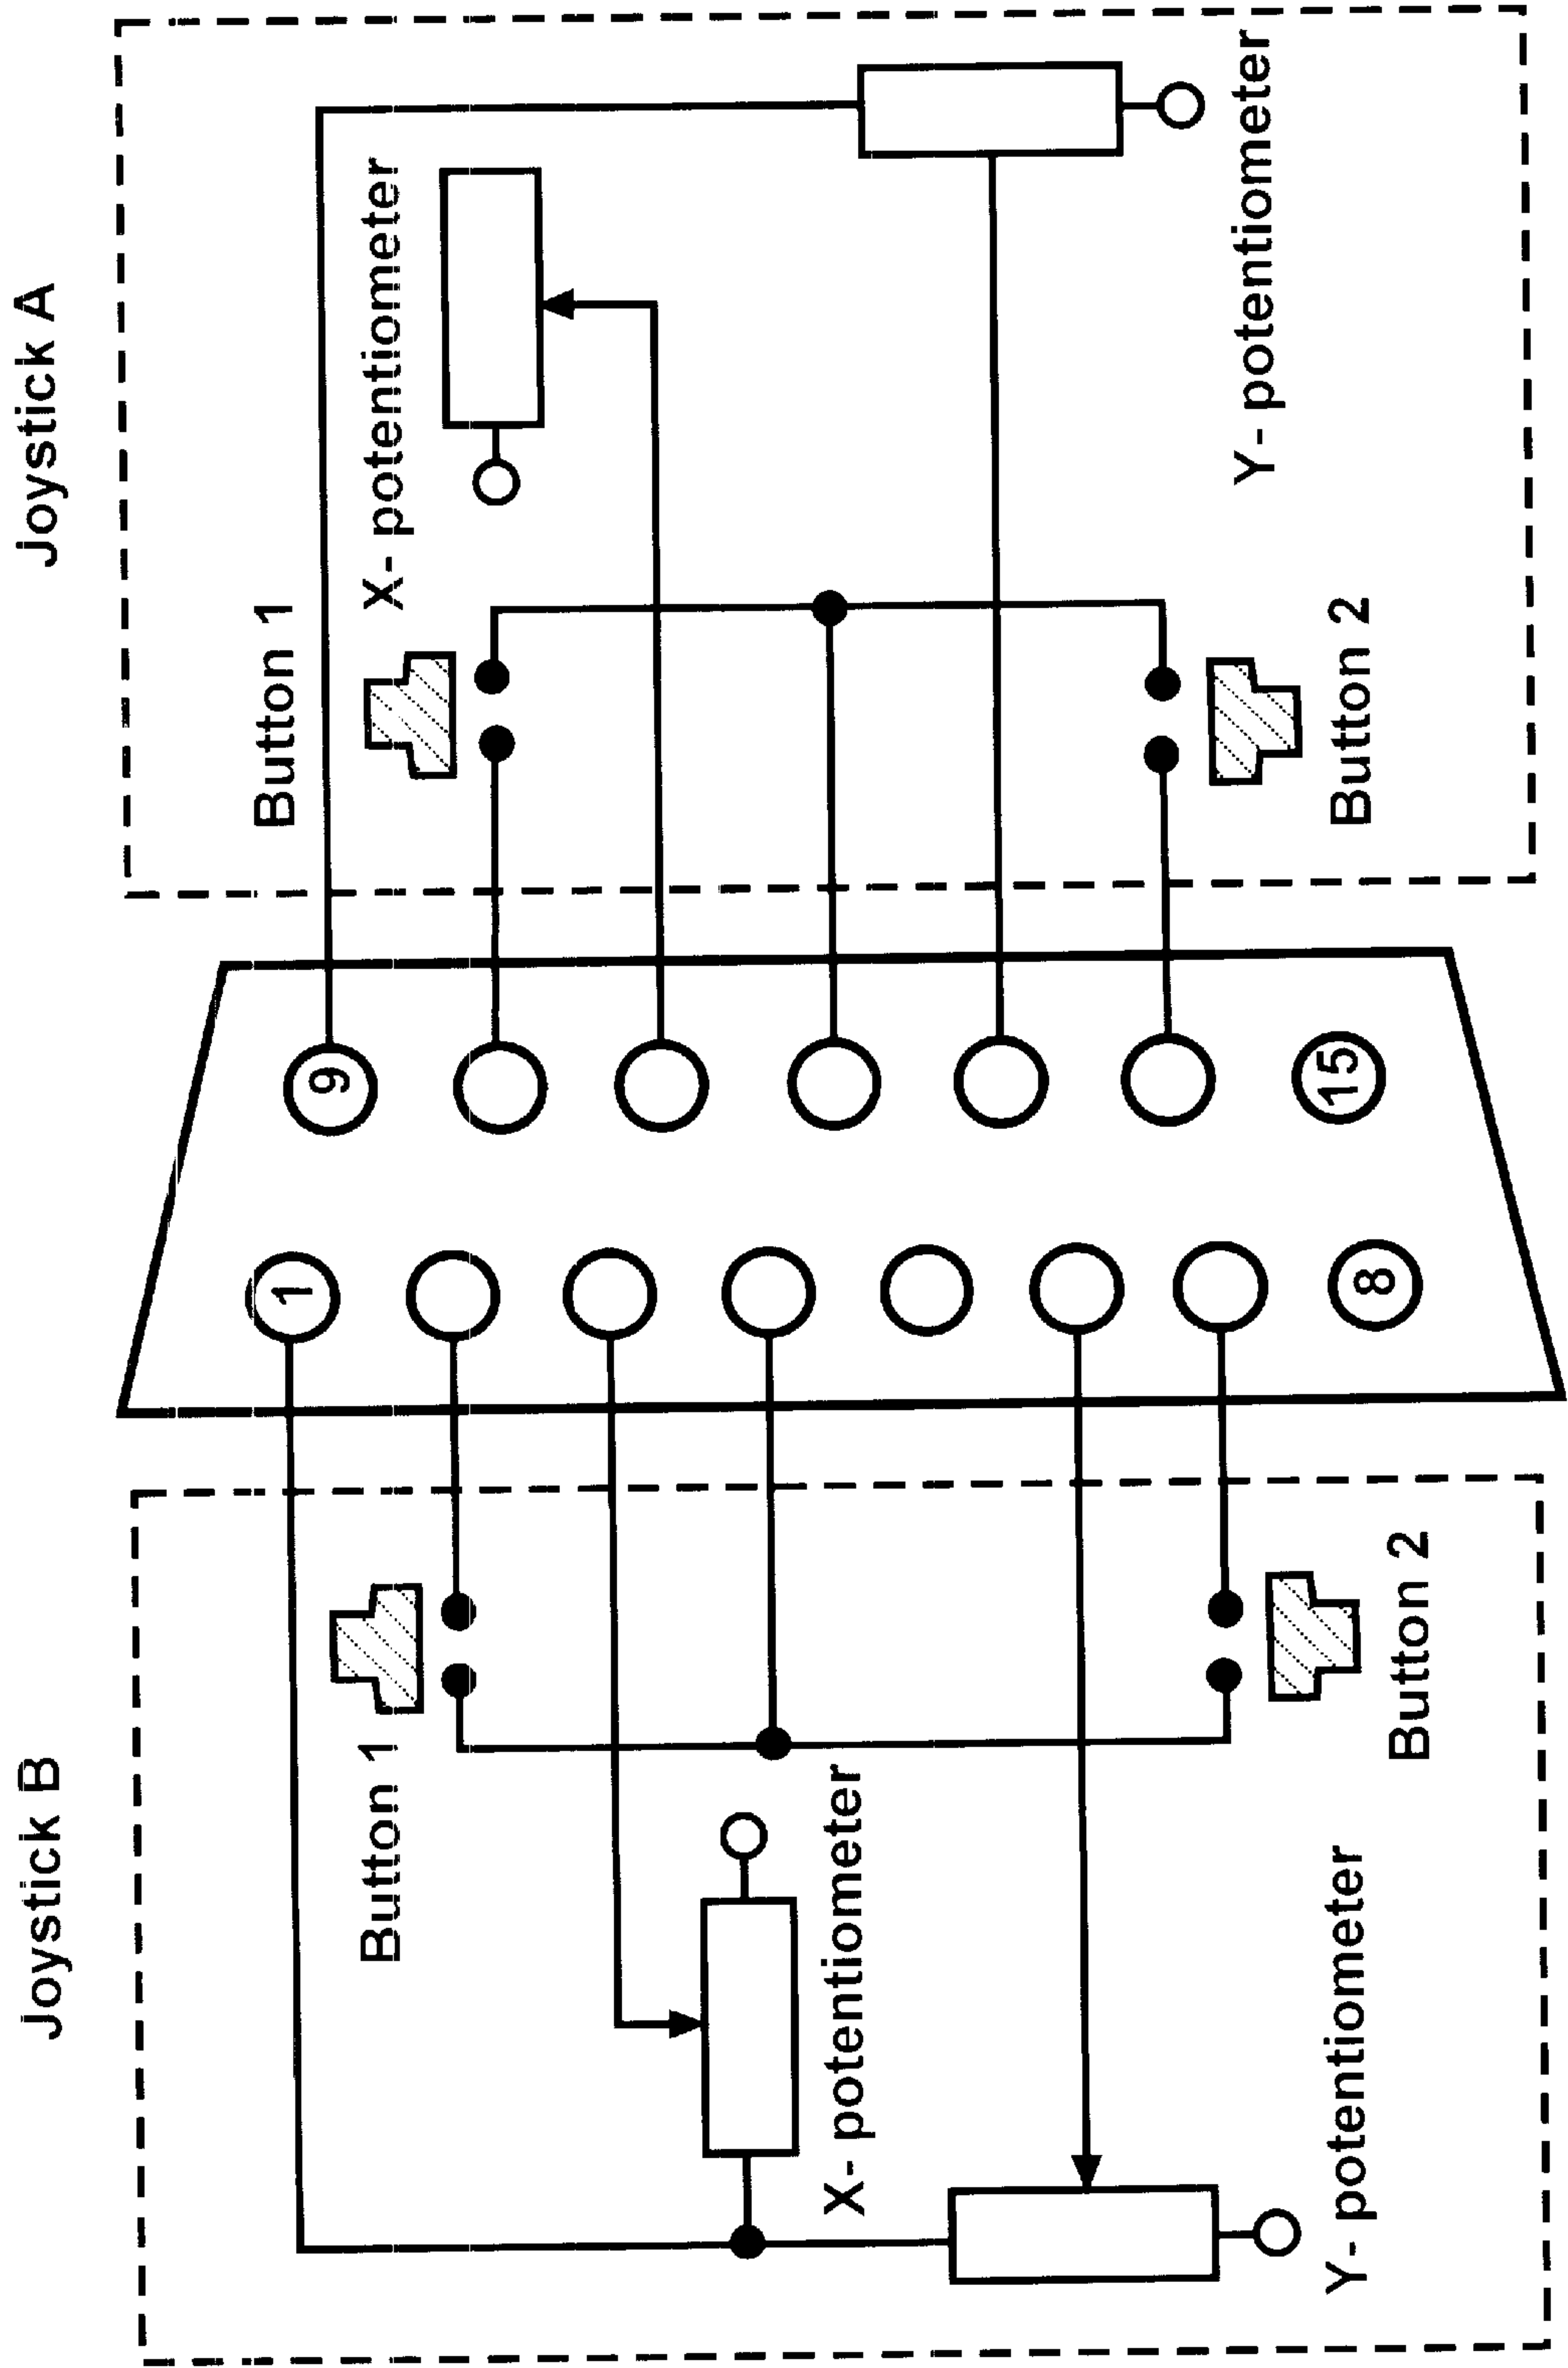 Joystick B
Button 1
X- potentiometer
Y- potentiometer
Button 2
1
8
9
15
Joystick A
Button 1
X- potentiometer
Y- potentiometer
Button 2